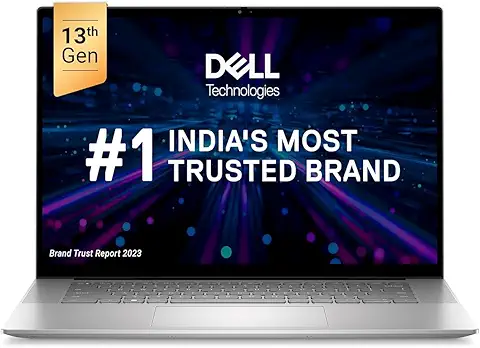 13th
Gen
DELL
Technologies
#1 INDIA'S MOST
TRUSTED BRAND
Brand Trust Report 2023